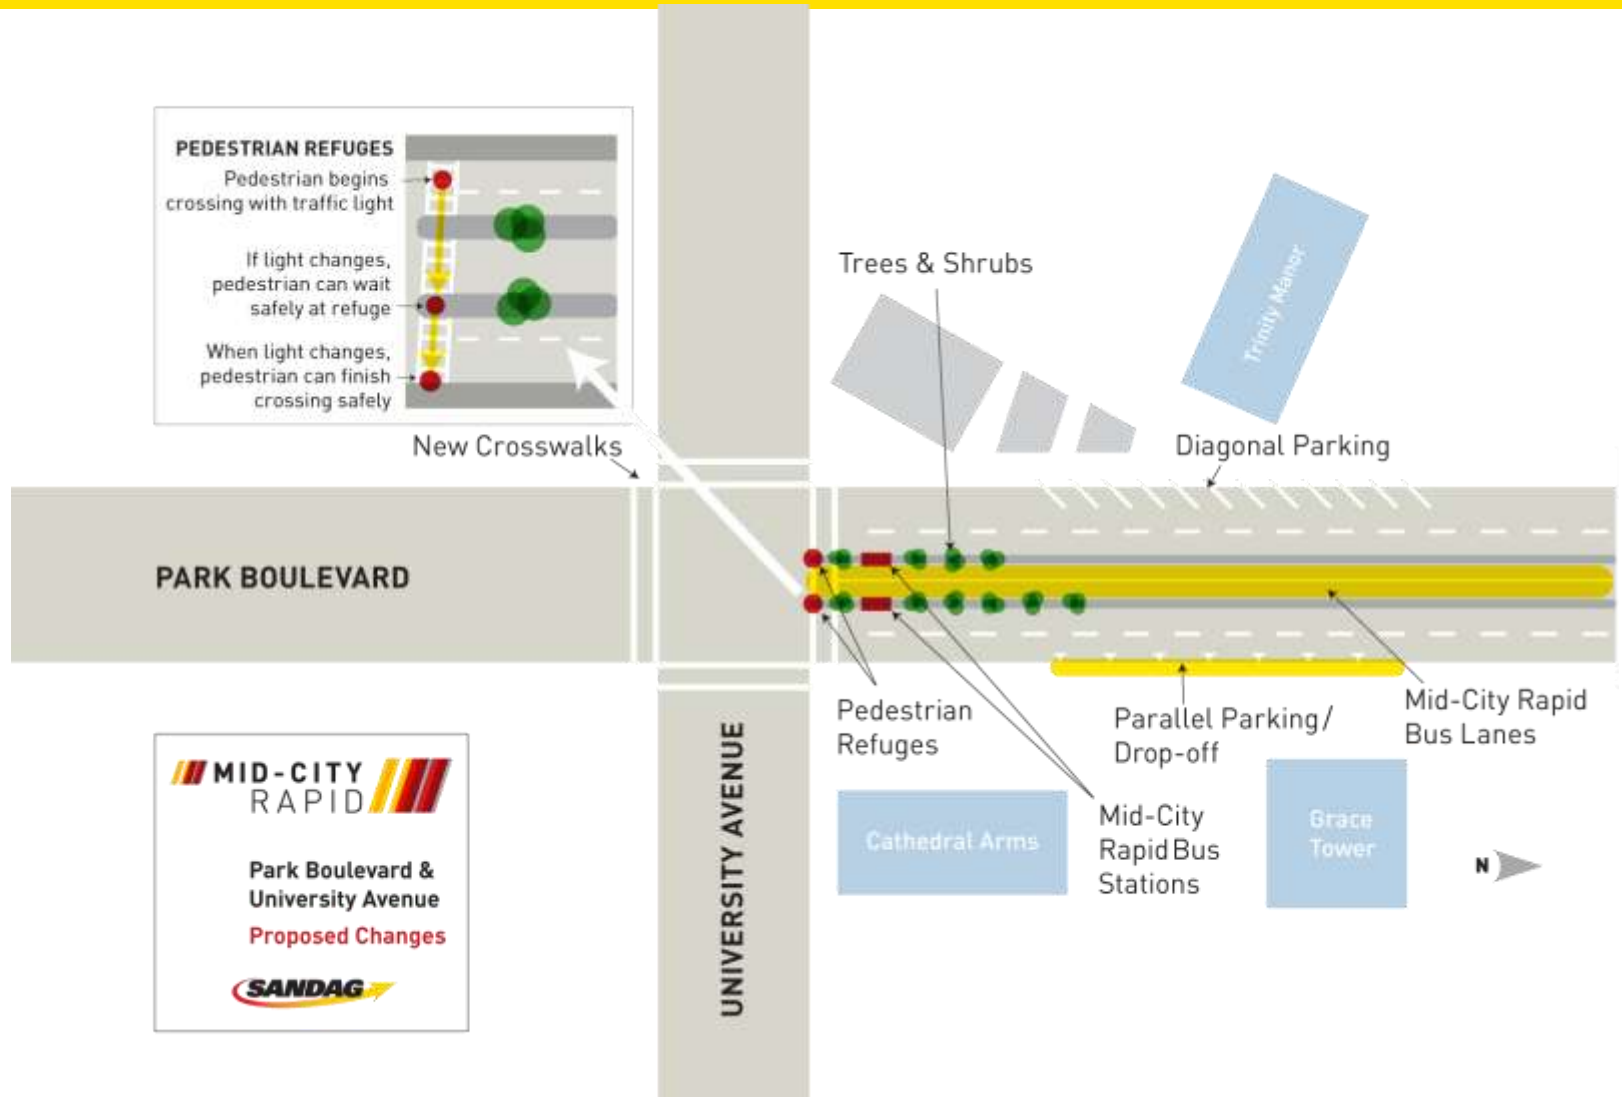 PEDESTRIAN REFUGES
Pedestrian begins
crossing with traffic light
If light changes,
pedestrian can wait
safely at refuge
When light changes,
pedestrian can finish
crossing safely
New Crosswalks
Trees & Shrubs
Trinity Manor
Diagonal Parking
PARK BOULEVARD
Pedestrian
Refuges
Parallel Parking/
Drop-off
Mid-City Rapid
Bus Lanes
UNIVERSITY AVENUE
Cathedral Arms
Mid-City
Rapid Bus
Stations
Grace
Tower
N
MID-CITY
RAPID
Park Boulevard &
University Avenue
Proposed Changes
SANDAG